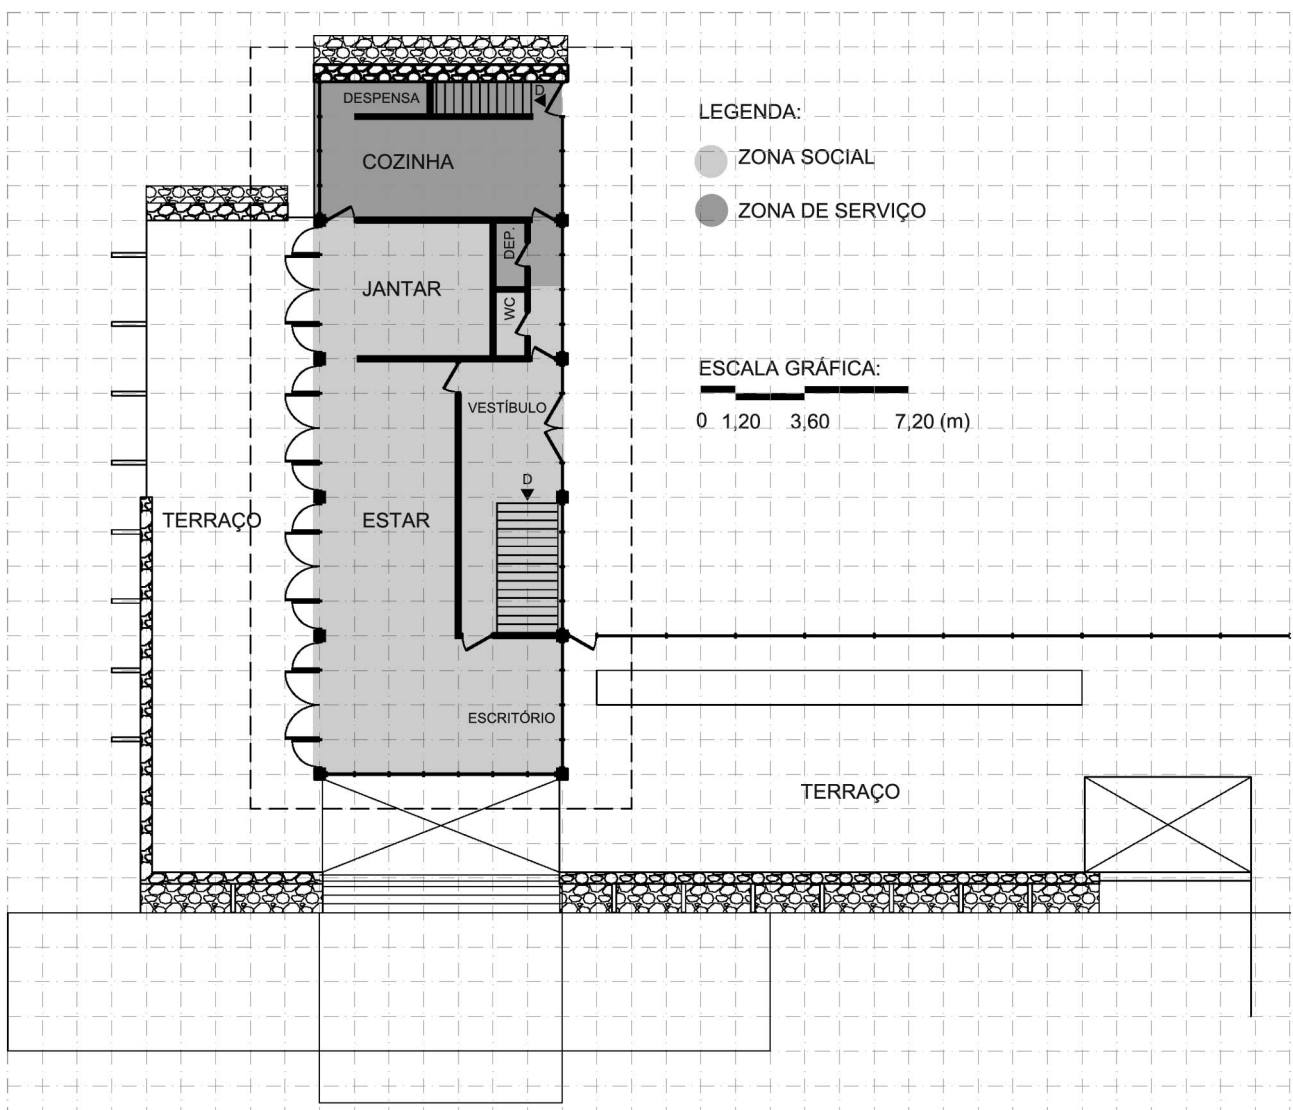 DESPENSA
D
LEGENDA:
COZINHA
ZONA SOCIAL
ZONA DE SERVIÇO
DEP.
JANTAR
WC
ESCALA GRÁFICA:
VESTÍBULO
0 1,20 3,60 7,20 (m)
D
TERRAÇO
ESTAR
ESCRITÓRIO
TERRAÇO